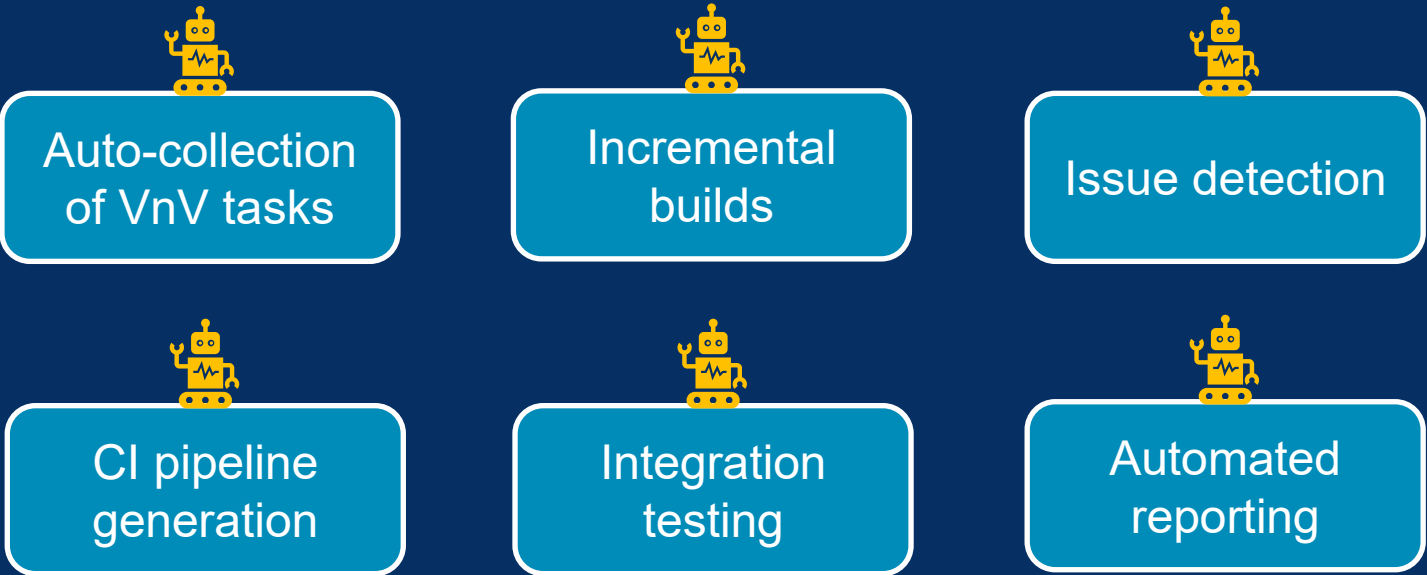 Auto-collection
of VnV tasks
Incremental
builds
Issue detection
CI pipeline
generation
Integration
testing
Automated
reporting